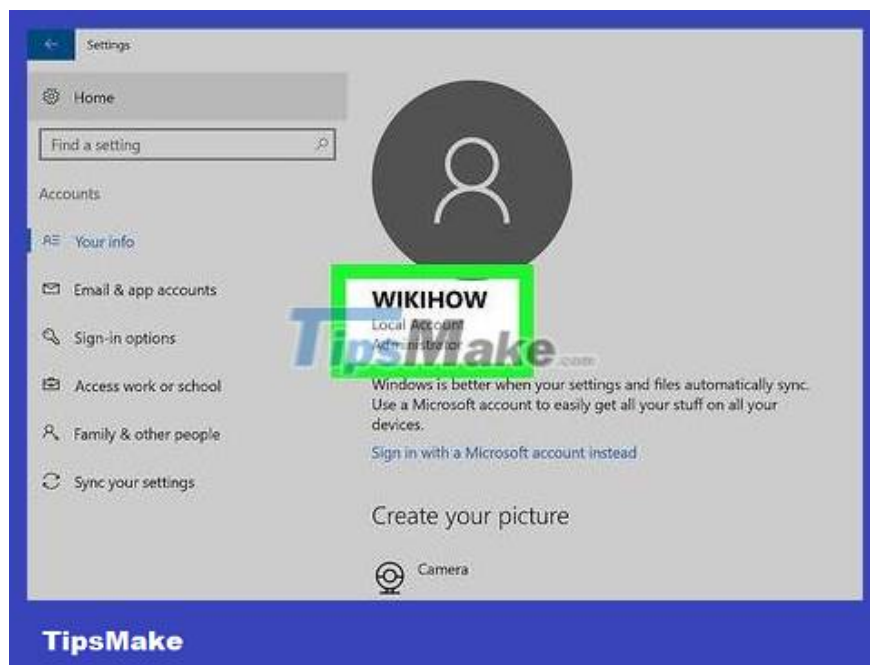 Settings
Home
Find a setting
Accounts
Your info
Email & app accounts
Sign-in options
Access work or school
Family & other people
Sync your settings
WIKIHOW
Local Account
Administrator
TipsMake.com
Windows is better when your settings and files automatically sync.
Use a Microsoft account to easily get all your stuff on all your
devices.
Sign in with a Microsoft account instead
Create your picture
Camera
TipsMake